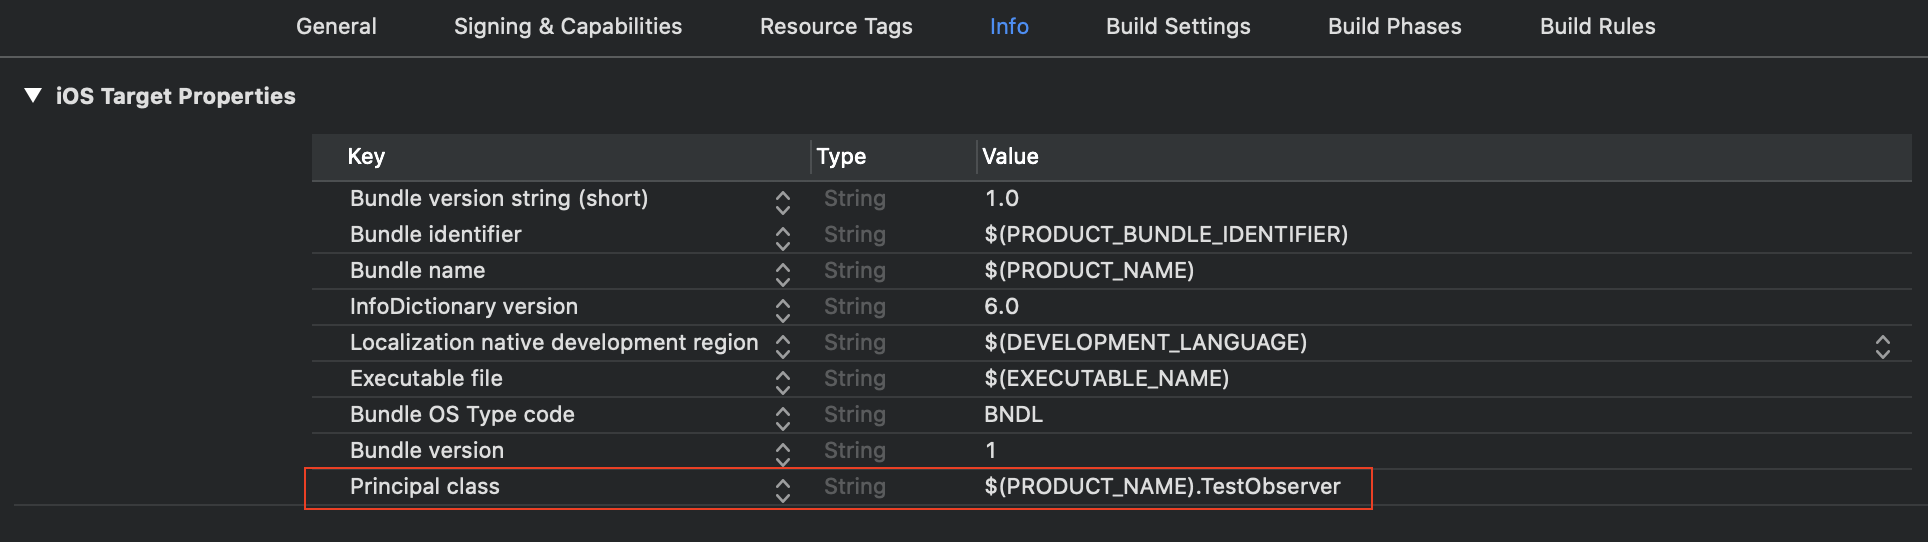 General Signing & Capabilities Resource Tags Info Build Settings Build Phases Build Rules
iOS Target Properties
Key Type Value
Bundle version string (short) String 1.0
Bundle identifier String $(PRODUCT_BUNDLE_IDENTIFIER)
Bundle name String $(PRODUCT_NAME)
InfoDictionary version String 6.0
Localization native development region String $(DEVELOPMENT_LANGUAGE)
Executable file String $(EXECUTABLE_NAME)
Bundle OS Type code String BNDL
Bundle version String 1
Principal class String $(PRODUCT_NAME).TestObserver